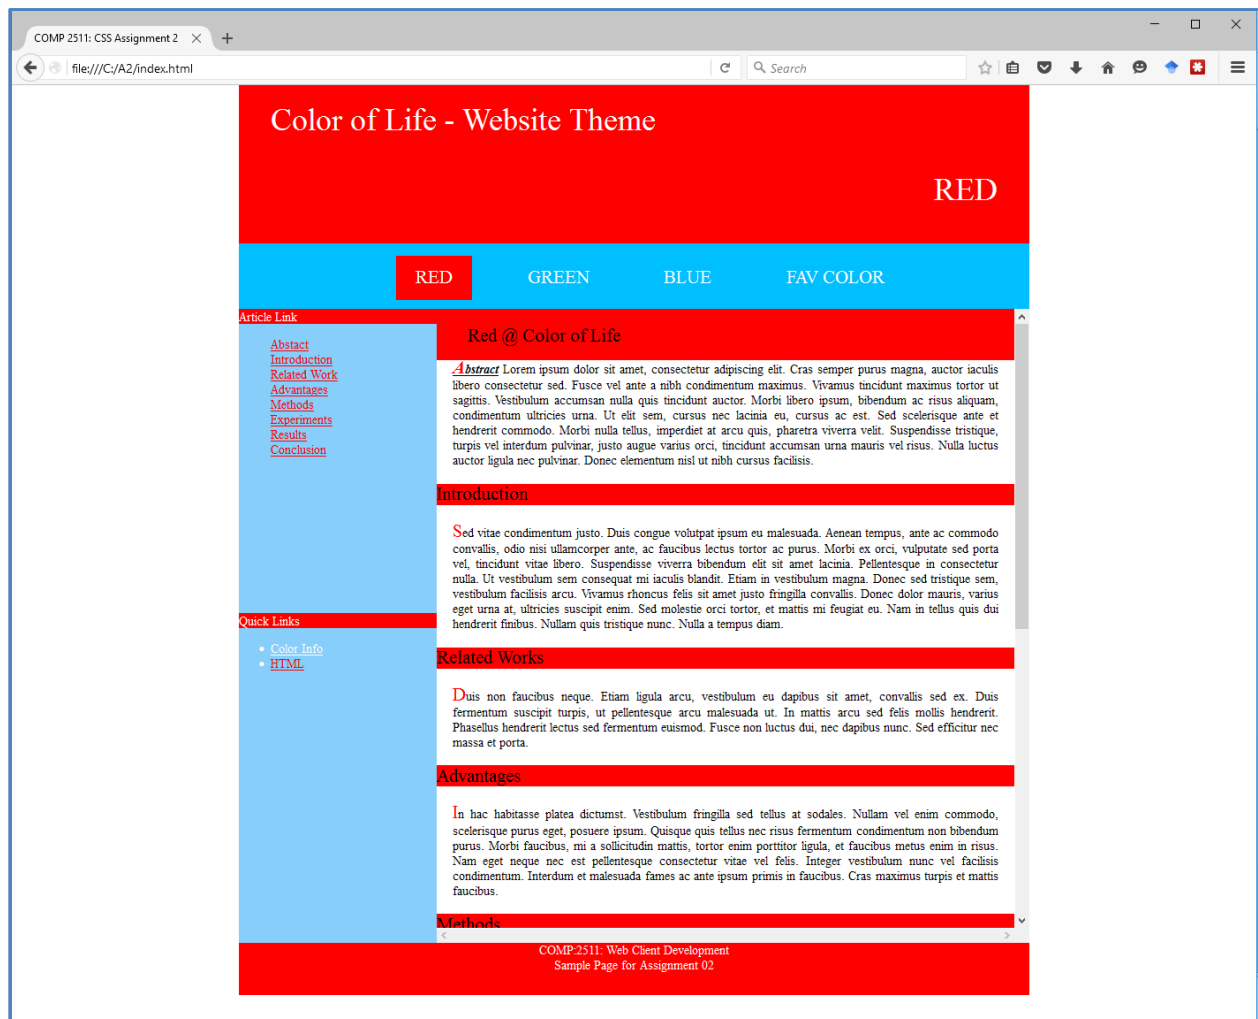 COMP 2511: CSS Assignment 2
file:///C:/A2/index.html
Search
Color of Life - Website Theme
RED
RED GREEN BLUE FAV COLOR
Article Link
Abstact
Introduction
Related Work
Advantages
Methods
Experiments
Results
Conclusion
Quick Links
Color Info
HTML
Red @ Color of Life
Abstract Lorem ipsum dolor sit amet, consectetur adipiscing elit. Cras semper purus magna, auctor iaculis
libero consectetur sed. Fusce vel ante a nibh condimentum maximus. Vivamus tincidunt maximus tortor ut
sagittis. Vestibulum accumsan nulla quis tincidunt auctor. Morbi libero ipsum, bibendum ac risus aliquam,
condimentum ultricies urna. Ut elit sem, cursus nec lacinia eu, cursus ac est. Sed scelerisque ante et
hendrerit commodo. Morbi nulla tellus, imperdiet at arcu quis, pharetra viverra velit. Suspendisse tristique,
turpis vel interdum pulvinar, justo augue varius orci, tincidunt accumsan urna mauris vel risus. Nulla luctus
auctor ligula nec pulvinar. Donec elementum nisl ut nibh cursus facilisis.
Introduction
Sed vitae condimentum justo. Duis congue volutpat ipsum eu malesuada. Aenean tempus, ante ac commodo
convallis, odio nisi ullamcorper ante, ac faucibus lectus tortor ac purus. Morbi ex orci, vulputate sed porta
vel, tincidunt vitae libero. Suspendisse viverra bibendum elit sit amet lacinia. Pellentesque in consectetur
nulla. Ut vestibulum sem consequat mi iaculis blandit. Etiam in vestibulum magna. Donec sed tristique sem,
vestibulum facilisis arcu. Vivamus rhoncus felis sit amet justo fringilla convallis. Donec dolor mauris, varius
eget urna at, ultricies suscipit enim. Sed molestie orci tortor, et mattis mi feugiat eu. Nam in tellus quis dui
hendrerit finibus. Nullam quis tristique nunc. Nulla a tempus diam.
Related Works
Duis non faucibus neque. Etiam ligula arcu, vestibulum eu dapibus sit amet, convallis sed ex. Duis
fermentum suscipit turpis, ut pellentesque arcu malesuada ut. In mattis arcu sed felis mollis hendrerit.
Phasellus hendrerit lectus sed fermentum euismod. Fusce non luctus dui, nec dapibus nunc. Sed efficitur nec
massa et porta.
Advantages
In hac habitasse platea dictumst. Vestibulum fringilla sed tellus at sodales. Nullam vel enim commodo,
scelerisque purus eget, posuere ipsum. Quisque quis tellus nec risus fermentum condimentum non bibendum
purus. Morbi faucibus, mi a sollicitudin mattis, tortor enim porttitor ligula, et faucibus metus enim in risus.
Nam eget neque nec est pellentesque consectetur vitae vel felis. Integer vestibulum nunc vel facilisis
condimentum. Interdum et malesuada fames ac ante ipsum primis in faucibus. Cras maximus turpis et mattis
faucibus.
Methods
COMP:2511: Web Client Development
Sample Page for Assignment 02